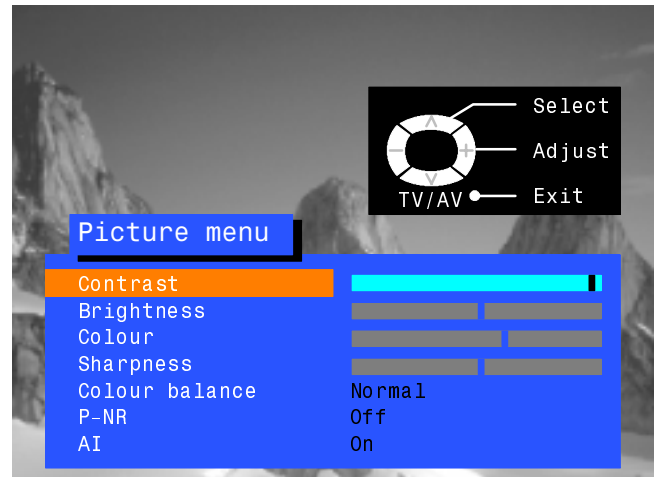 Select
Adjust
TV/AV Exit
Picture menu
Contrast
Brightness
Colour
Sharpness
Colour balance Normal
P-NR Off
AI On